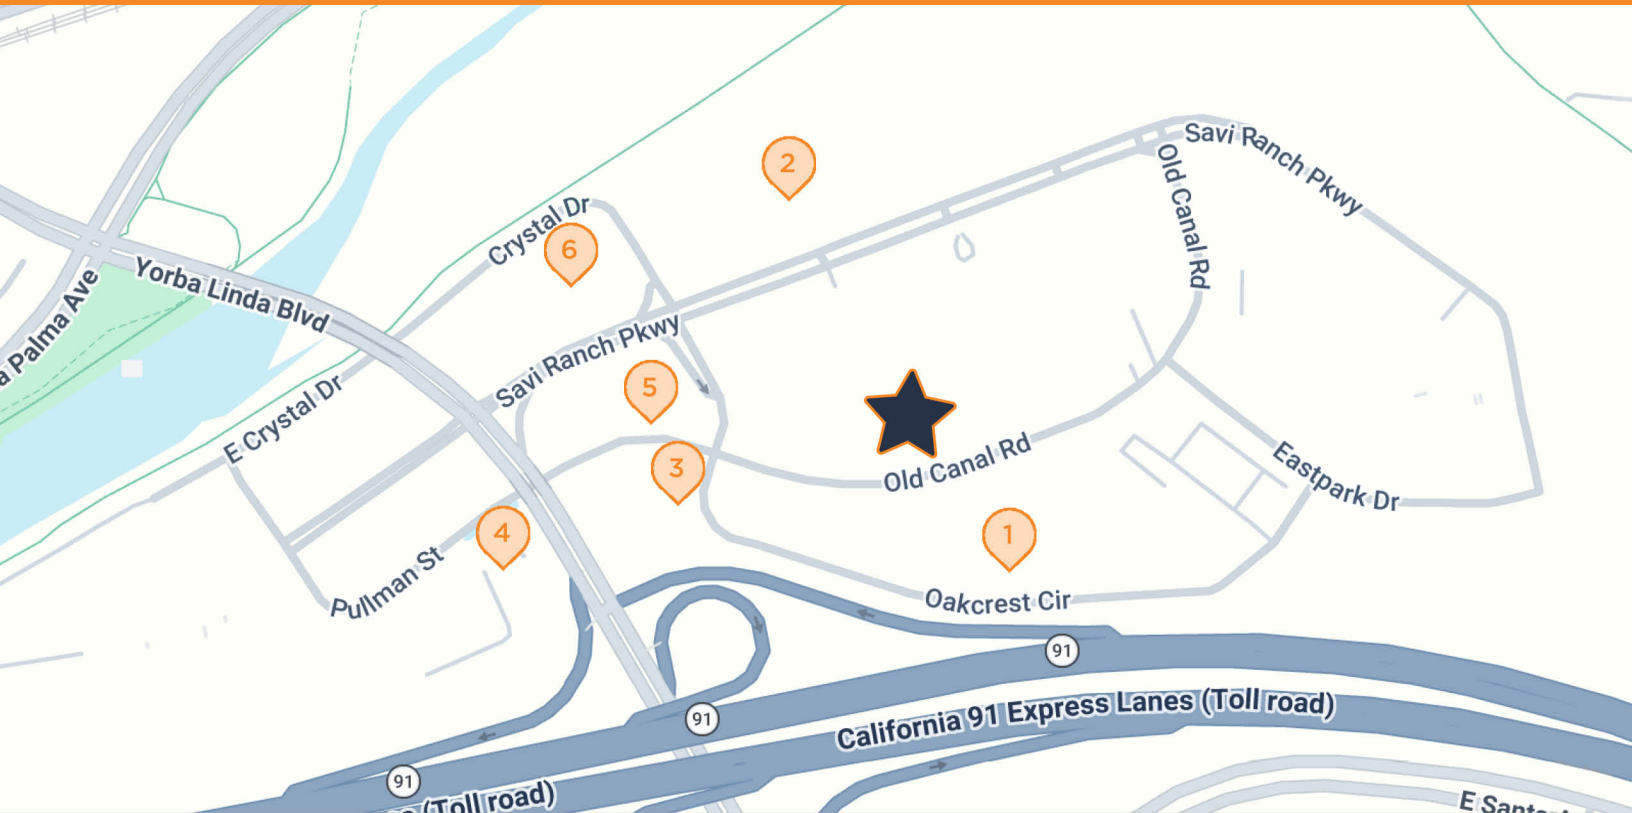 2
Savi Ranch Pkwy
Crystal Dr
6
Old Canal Rd
Yorba Linda Blvd
Palma Ave
Savi Ranch Pkwy
5
E Crystal Dr
3
Old Canal Rd
Eastpark Dr
4
1
Pullman St
Oakcrest Cir
91
91
California 91 Express Lanes (Toll road)
91
(Toll road)
E